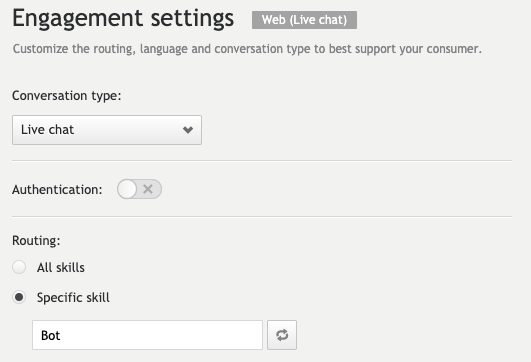 Engagement settings Web (Live chat)
Customize the routing, language and conversation type to best support your consumer.
Conversation type:
Live chat
Authentication:
Routing:
All skills
Specific skill
Bot